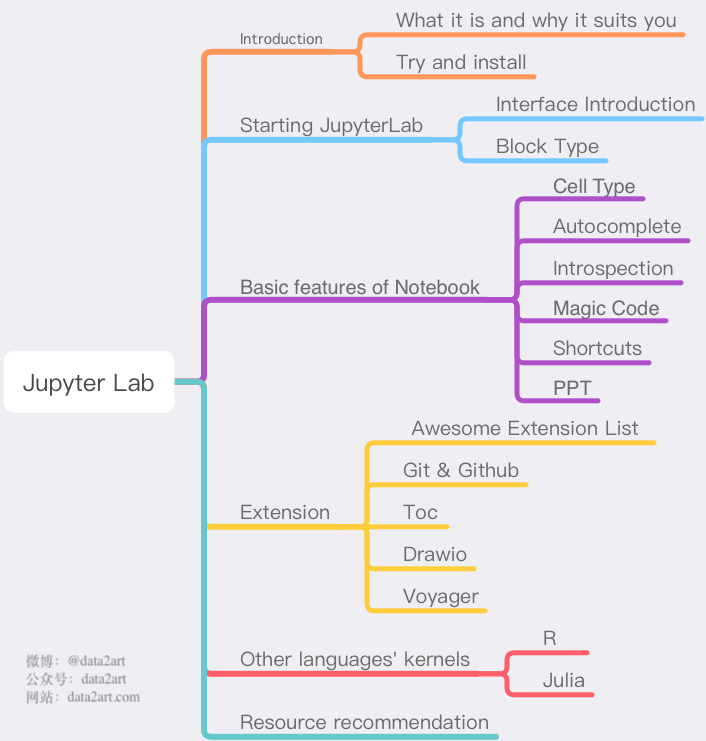 What it is and why it suits you
Introduction
Try and install
Interface Introduction
Starting JupyterLab
Block Type
Cell Type
Autocomplete
Introspection
Basic features of Notebook
Magic Code
Shortcuts
Jupyter Lab
PPT
Awesome Extension List
Git & Github
Extension
Toc
Drawio
Voyager
R
Other languages' kernels
Julia
微博：@data2art
公众号：data2art
网站：data2art.com
Resource recommendation